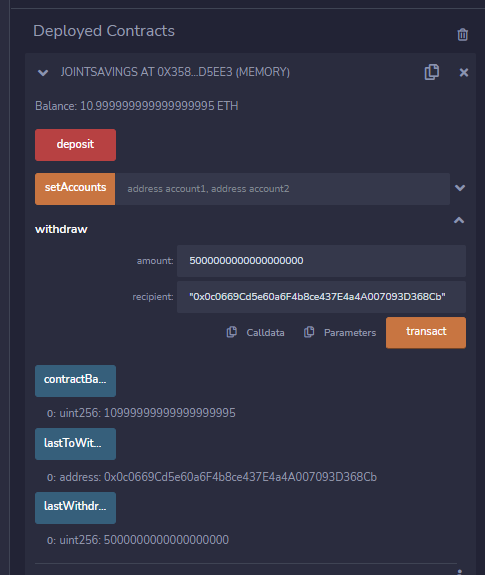 Deployed Contracts
JOINTSAVINGS AT 0X358...D5EE3 (MEMORY)
Balance: 10.999999999999999995 ETH
deposit
setAccounts address account1, address account2
withdraw
amount: 5000000000000000000
recipient: "0x0c0669Cd5e60a6F4b8ce437E4a4A007093D368Cb"
Calldata Parameters transact
contractBa...
0: uint256: 10999999999999999995
lastToWit...
0: address: 0x0c0669Cd5e60a6F4b8ce437E4a4A007093D368Cb
lastWithdr...
0: uint256: 5000000000000000000